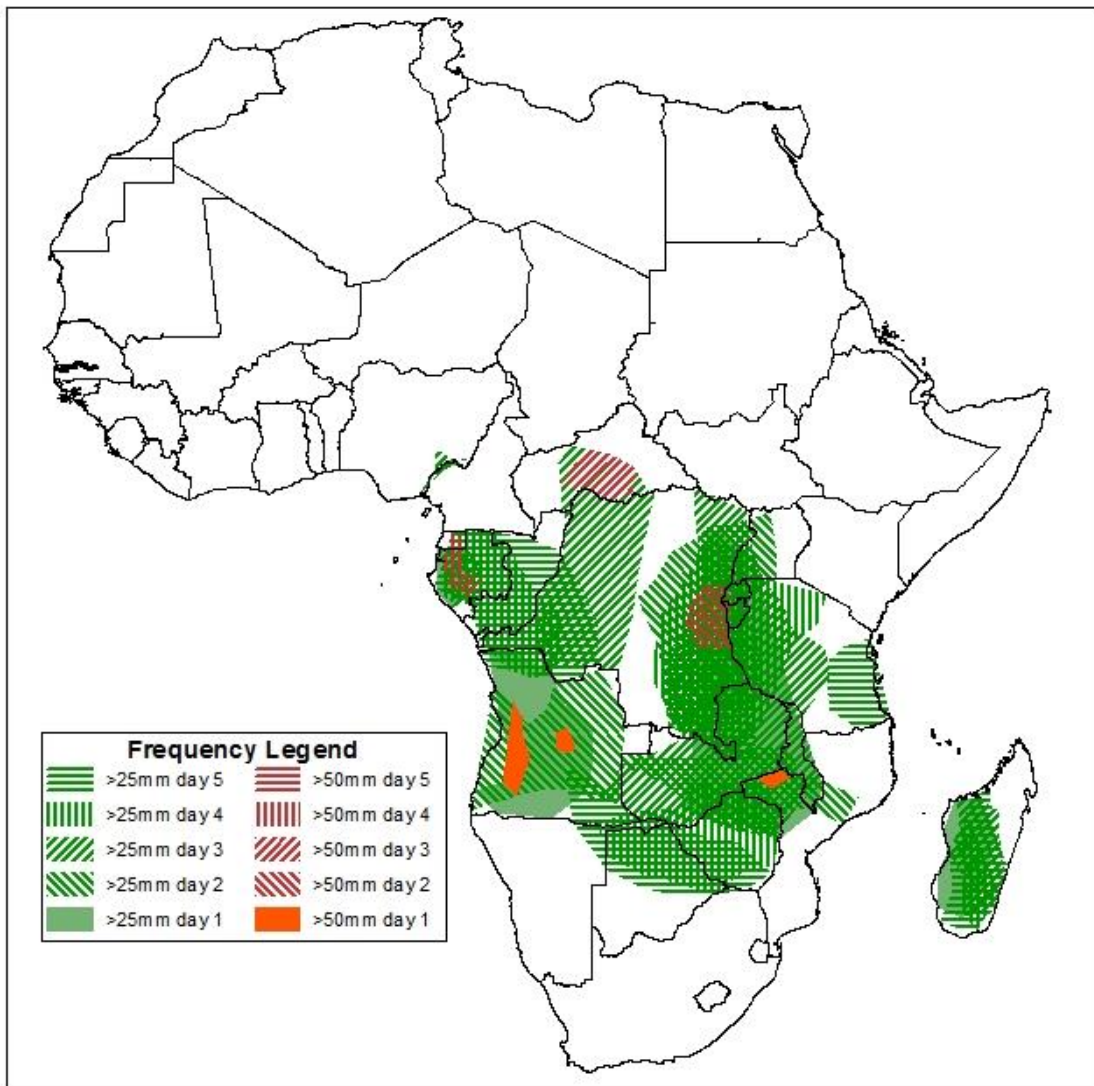 Frequency Legend
>25mm day 5 >50mm day 5
>25mm day 4 >50mm day 4
>25mm day 3 >50mm day 3
>25mm day 2 >50mm day 2
>25mm day 1 >50mm day 1